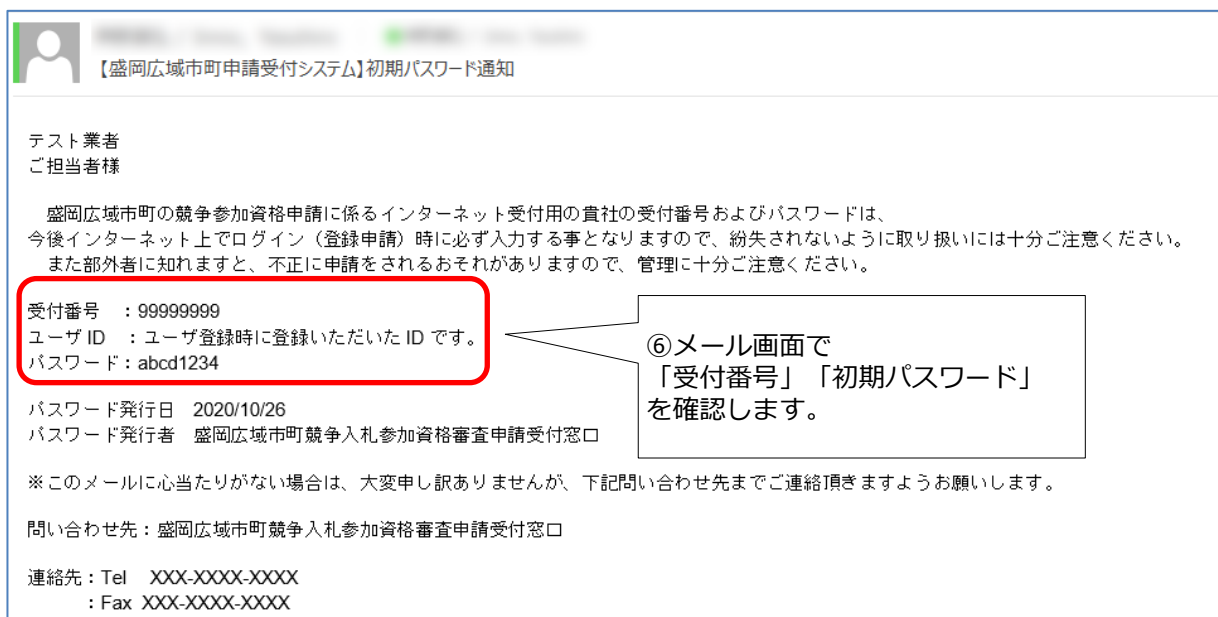 【盛岡広域市町申請受付システム】初期パスワード通知
テスト業者
ご担当者様
盛岡広域市町の競争参加資格申請に係るインターネット受付用の貴社の受付番号およびパスワードは、
今後インターネット上でログイン（登録申請）時に必ず入力する事となりますので、紛失されないように取り扱いには十分ご注意ください。
また部外者に知れますと、不正に申請をされるおそれがありますので、管理に十分ご注意ください。
受付番号　：99999999
ユーザ ID　：ユーザ登録時に登録いただいた ID です。
パスワード：abcd1234
⑥メール画面で
「受付番号」「初期パスワード」
を確認します。
パスワード発行日　2020/10/26
パスワード発行者　盛岡広域市町競争入札参加資格審査申請受付窓口
※このメールに心当たりがない場合は、大変申し訳ありませんが、下記問い合わせ先までご連絡頂きますようお願いします。
問い合わせ先：盛岡広域市町競争入札参加資格審査申請受付窓口
連絡先：Tel　XXX-XXXX-XXXX
：Fax XXX-XXXX-XXXX